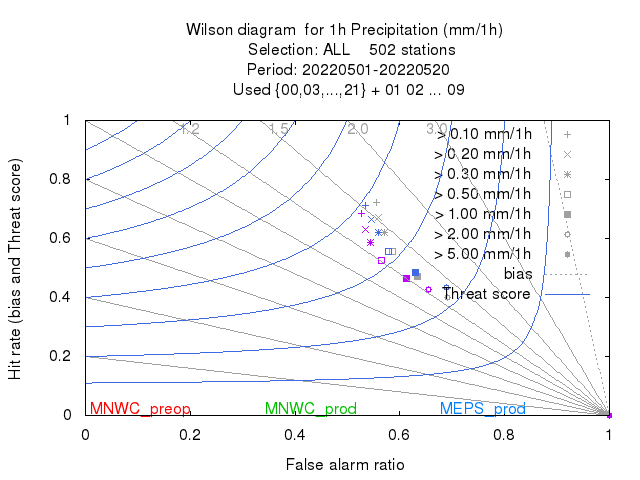 Wilson diagram  for 1h Precipitation (mm/1h)
Selection: ALL    502 stations
Period: 20220501-20220520
Used {00,03,...,21} + 01 02 ... 09
1.2 1.5 2.0 3.0
> 0.10 mm/1h
> 0.20 mm/1h
> 0.30 mm/1h
> 0.50 mm/1h
> 1.00 mm/1h
> 2.00 mm/1h
> 5.00 mm/1h
bias
Threat score
Hit rate (bias and Threat score)
1
0.8
0.6
0.4
0.2
0
MNWC_preop MNWC_prod MEPS_prod
0 0.2 0.4 0.6 0.8 1
False alarm ratio